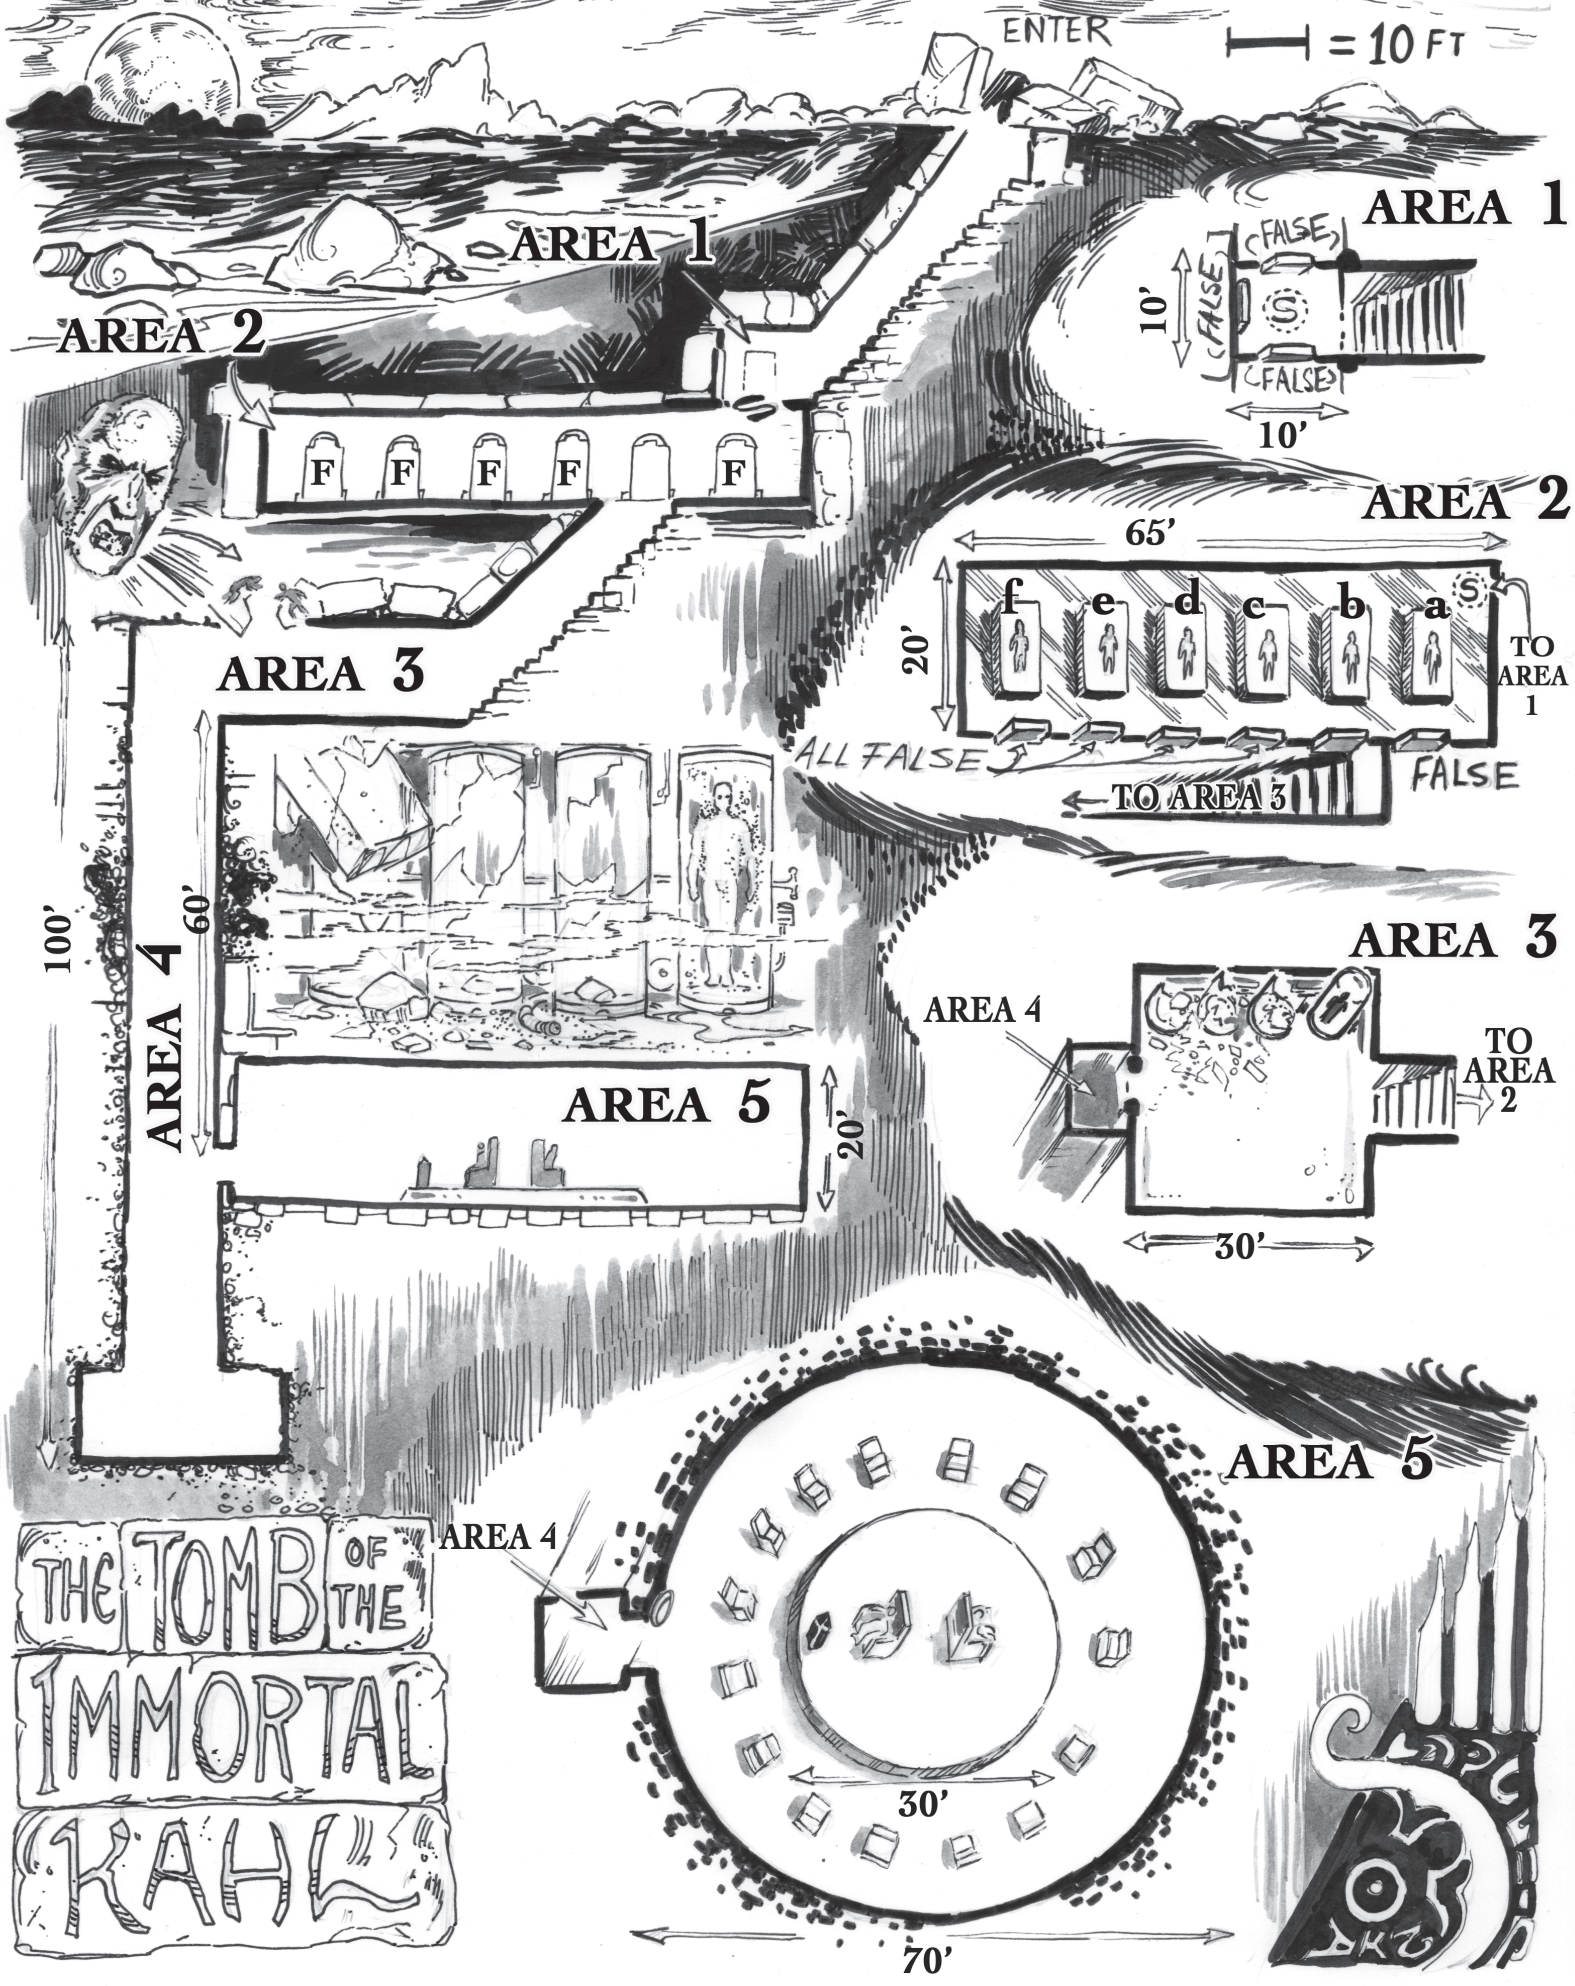 ENTER
= 10 FT
AREA 1
AREA 1
(FALSE)
(FALSE)
10'
S
(FALSE)
10'
AREA 2
F F F F F
AREA 2
65'
f e d c b a
S
20'
TO
AREA
1
ALL FALSE
FALSE
TO AREA 3
AREA 3
100'
60'
AREA 4
AREA 3
AREA 4
TO
AREA
2
30'
AREA 5
20'
AREA 5
AREA 4
30'
70'
THE TOMB OF THE
IMMORTAL
KAHL